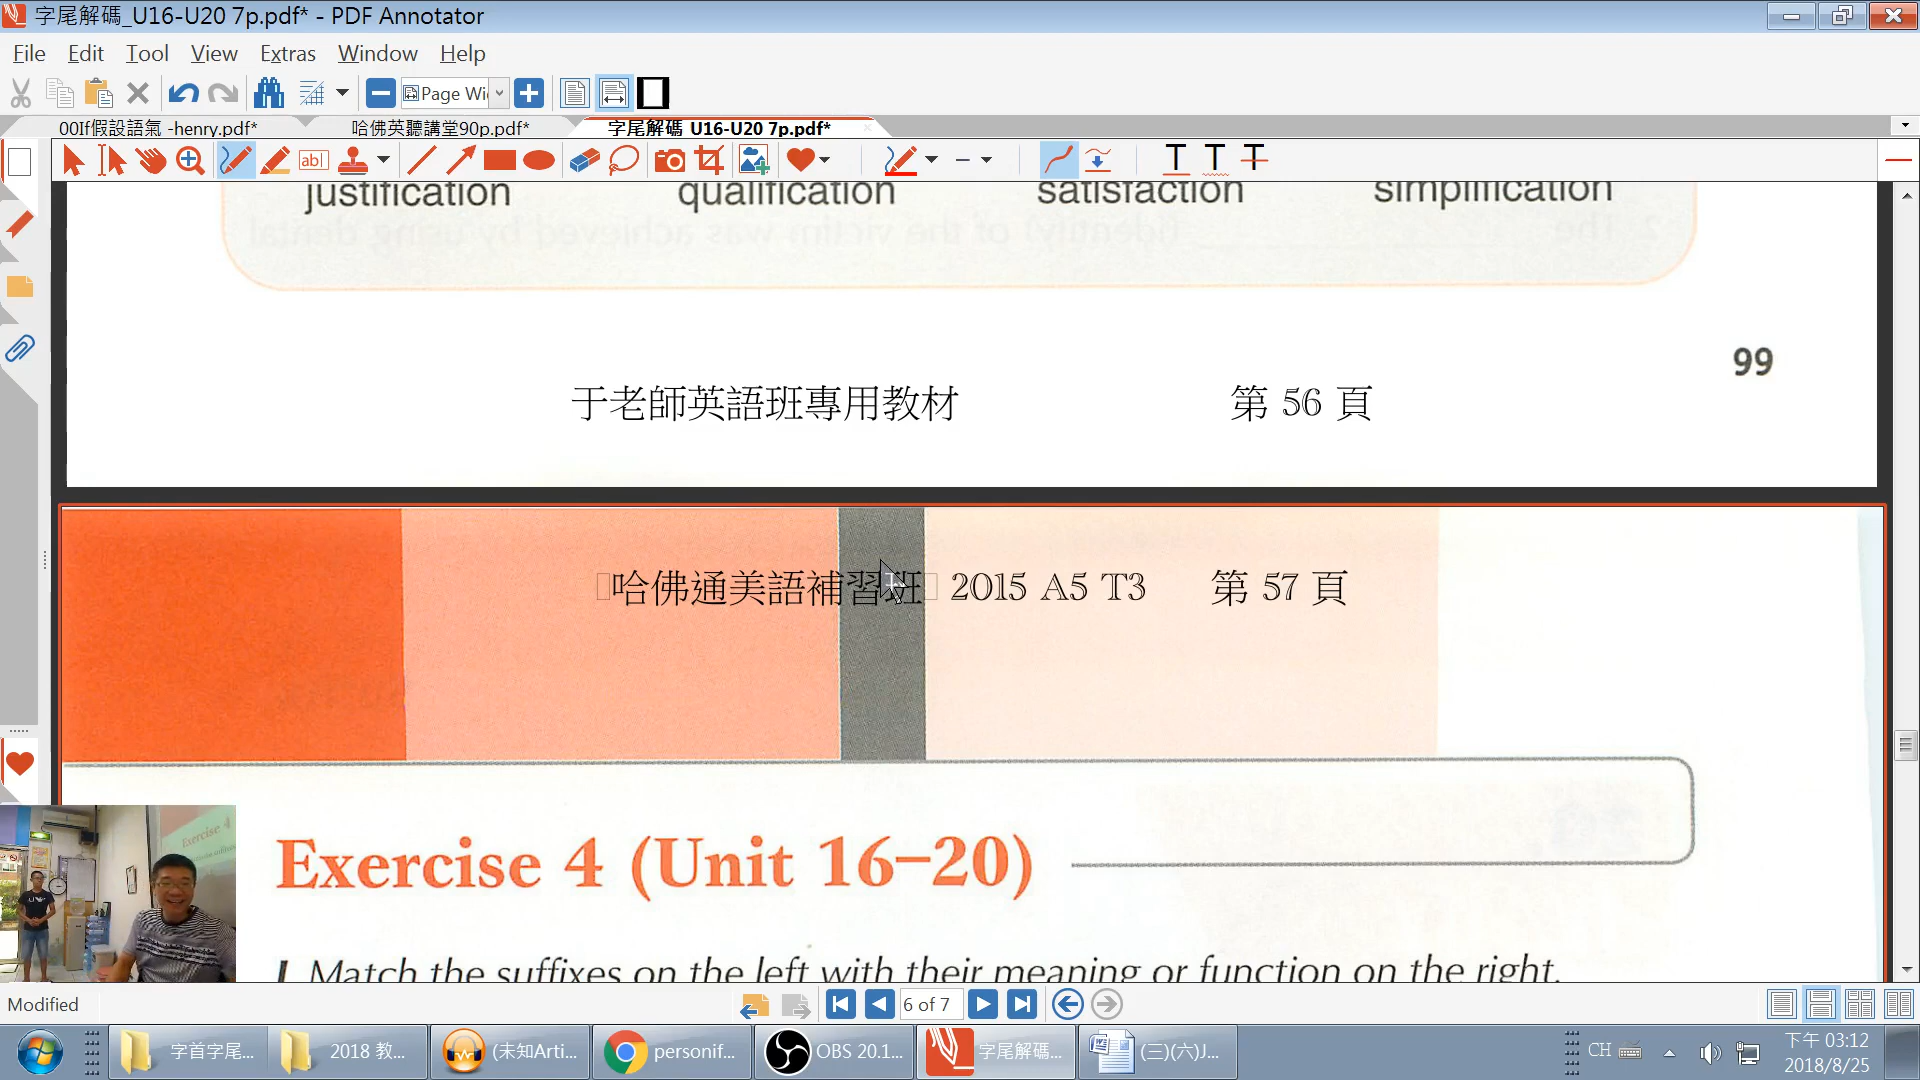 字尾解碼_U16-U20 7p.pdf* - PDF Annotator
File Edit Tool View Extras Window Help
Page Wi
00If假設語氣 -henry.pdf* 哈佛英聽講堂90p.pdf* 字尾解碼 U16-U20 7p.pdf*
justification qualification satisfaction simplification
99
于老師英語班專用教材 第 56 頁
哈佛通美語補習班 2015 A5 T3 第 57 頁
Exercise 4 (Unit 16–20)
I Match the suffixes on the left with their meaning or function on the right.
Modified 6 of 7
字首字尾... 2018 教... (未知Arti... personif... OBS 20.1... 字尾解碼... (三)(六)J... CH 下午 03:12
2018/8/25